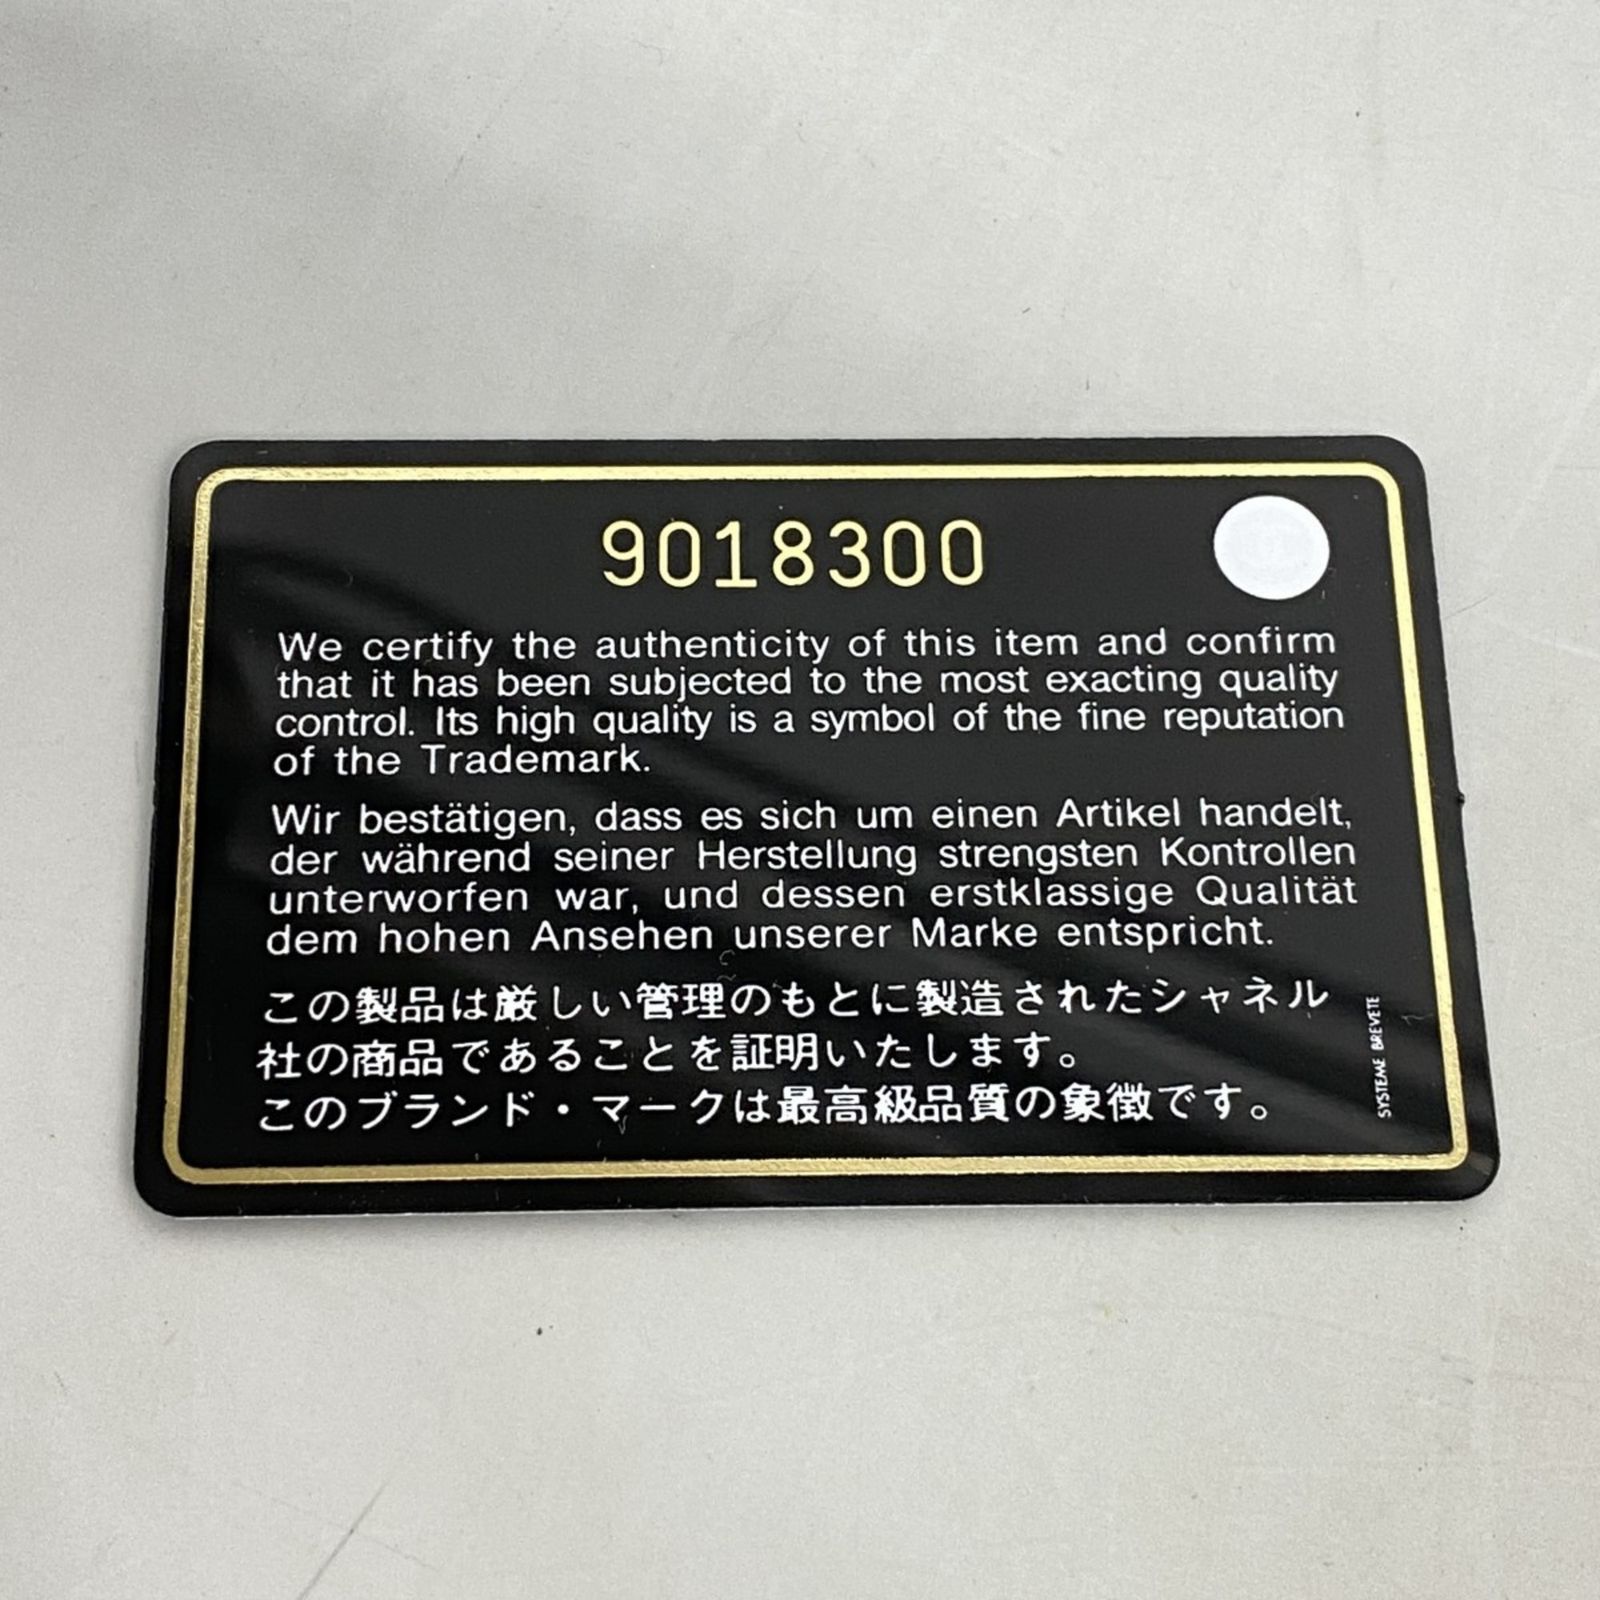 9018300
We certify the authenticity of this item and confirm
that it has been subjected to the most exacting quality
control. Its high quality is a symbol of the fine reputation
of the Trademark.
Wir bestätigen, dass es sich um einen Artikel handelt,
der während seiner Herstellung strengsten Kontrollen
unterworfen war, und dessen erstklassige Qualität
dem hohen Ansehen unserer Marke entspricht.
この製品は厳しい管理のもとに製造されたシャネル
社の商品であることを証明いたします。
このブランド・マークは最高級品質の象徴です。
SYSTEME BREVETE